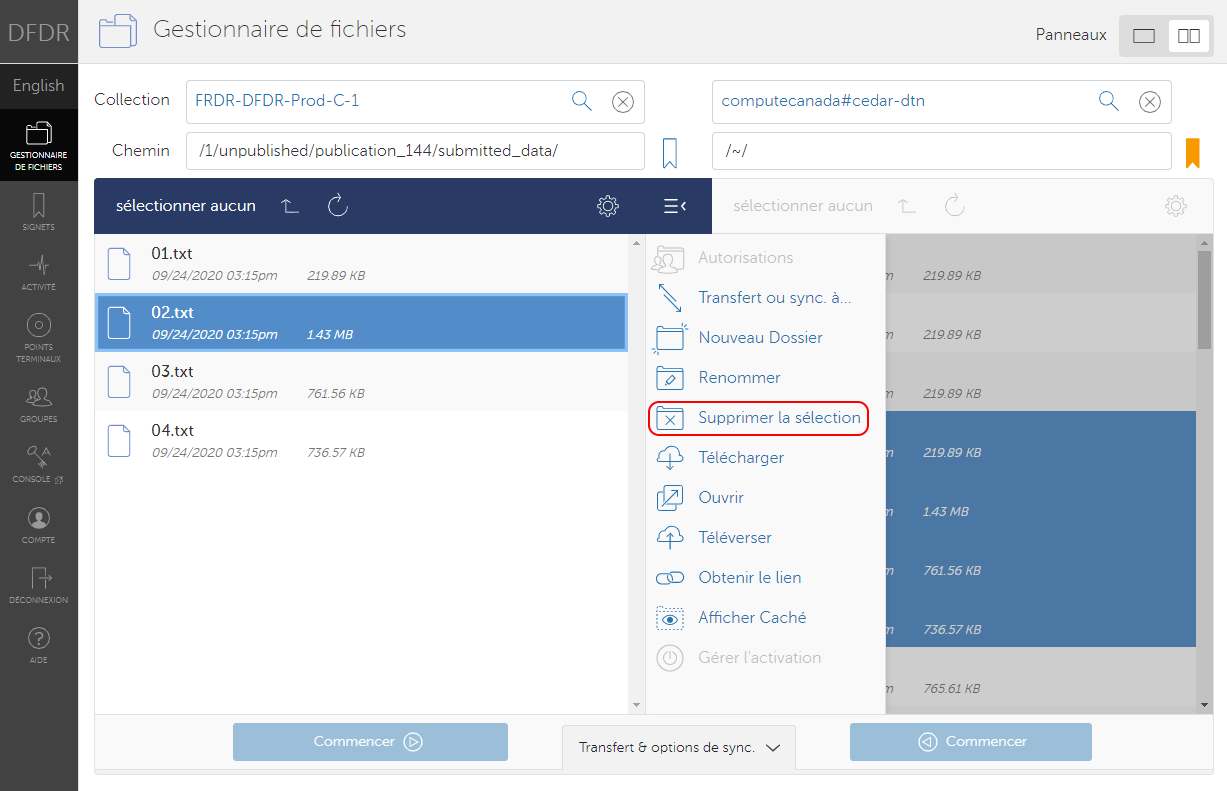 DFDR
Gestionnaire de fichiers
Panneaux
English
Collection
FRDR-DFDR-Prod-C-1
computecanada#cedar-dtn
Chemin
/1/unpublished/publication_144/submitted_data/
/~/
GESTIONNAIRE
DE FICHIERS
SIGNETS
ACTIVITÉ
POINTS
TERMINAUX
GROUPES
CONSOLE
COMPTE
DÉCONNEXION
AIDE
sélectionner aucun
sélectionner aucun
01.txt
09/24/2020 03:15pm 219.89 KB
02.txt
09/24/2020 03:15pm 1.43 MB
03.txt
09/24/2020 03:15pm 761.56 KB
04.txt
09/24/2020 03:15pm 736.57 KB
Autorisations
Transfert ou sync. à...
Nouveau Dossier
Renommer
Supprimer la sélection
Télécharger
Ouvrir
Téléverser
Obtenir le lien
Afficher Caché
Gérer l'activation
219.89 KB
219.89 KB
219.89 KB
219.89 KB
1.43 MB
761.56 KB
736.57 KB
765.61 KB
Commencer
Transfert & options de sync.
Commencer